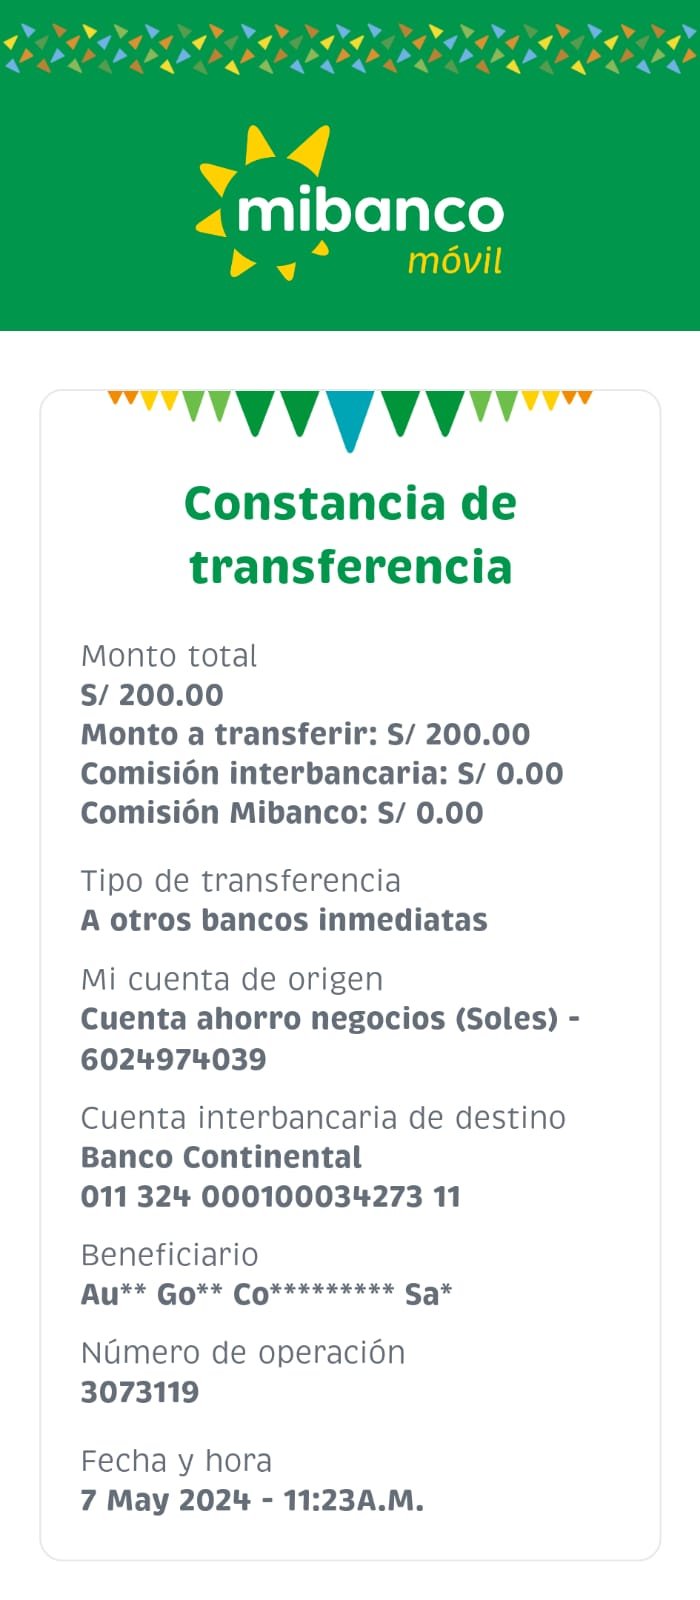 mibanco
móvil
Constancia de
transferencia
Monto total
S/ 200.00
Monto a transferir: S/ 200.00
Comisión interbancaria: S/ 0.00
Comisión Mibanco: S/ 0.00
Tipo de transferencia
A otros bancos inmediatas
Mi cuenta de origen
Cuenta ahorro negocios (Soles) -
6024974039
Cuenta interbancaria de destino
Banco Continental
011 324 000100034273 11
Beneficiario
Au** Go** Co********* Sa*
Número de operación
3073119
Fecha y hora
7 May 2024 - 11:23A.M.